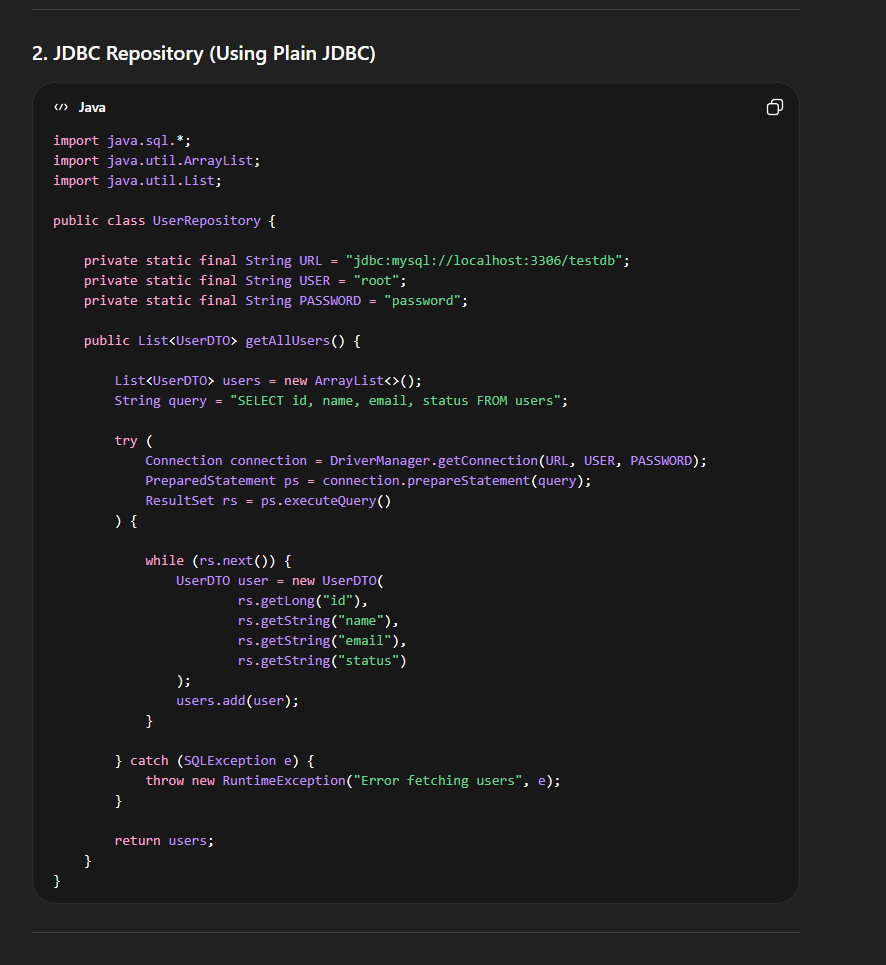 2. JDBC Repository (Using Plain JDBC)
</> Java
import java.sql.*;
import java.util.ArrayList;
import java.util.List;

public class UserRepository {

    private static final String URL = "jdbc:mysql://localhost:3306/testdb";
    private static final String USER = "root";
    private static final String PASSWORD = "password";

    public List<UserDTO> getAllUsers() {

        List<UserDTO> users = new ArrayList<>();
        String query = "SELECT id, name, email, status FROM users";

        try (
            Connection connection = DriverManager.getConnection(URL, USER, PASSWORD);
            PreparedStatement ps = connection.prepareStatement(query);
            ResultSet rs = ps.executeQuery()
        ) {

            while (rs.next()) {
                UserDTO user = new UserDTO(
                        rs.getLong("id"),
                        rs.getString("name"),
                        rs.getString("email"),
                        rs.getString("status")
                );
                users.add(user);
            }

        } catch (SQLException e) {
            throw new RuntimeException("Error fetching users", e);
        }

        return users;
    }
}